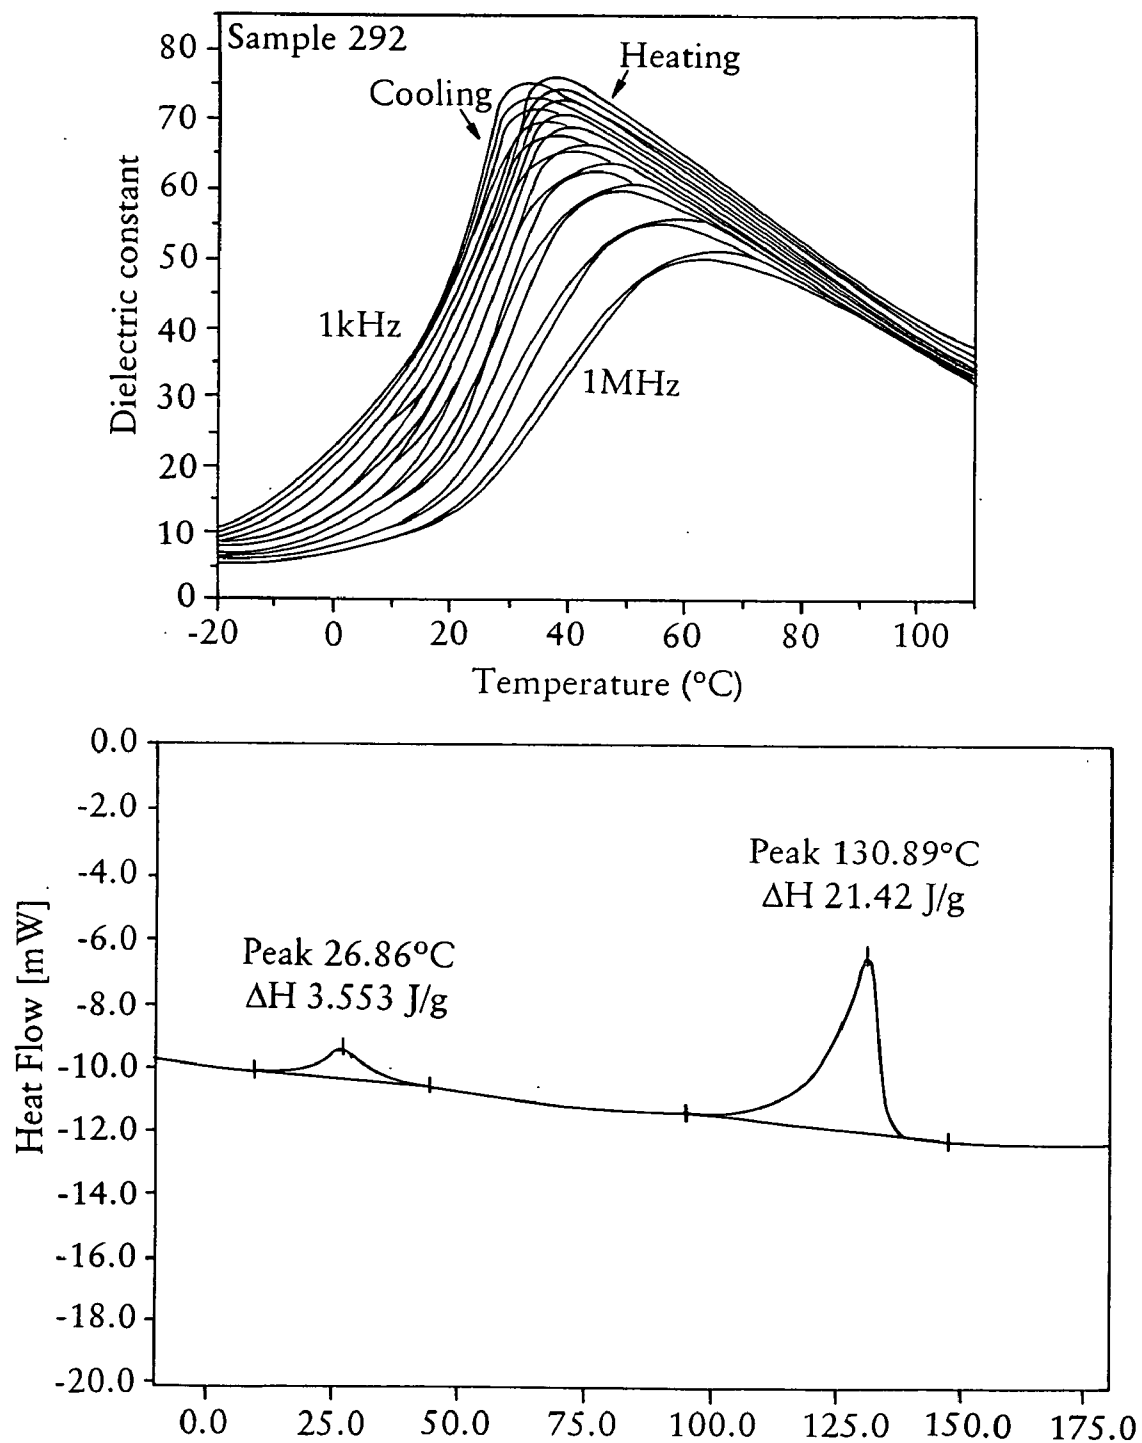 Sample 292
Heating
Cooling
1kHz
1MHz
Dielectric constant
80
70
60
50
40
30
20
10
0
-20 0 20 40 60 80 100
Temperature (°C)
Heat Flow [mW]
0.0
-2.0
-4.0
-6.0
-8.0
-10.0
-12.0
-14.0
-16.0
-18.0
-20.0
Peak 130.89°C
ΔH 21.42 J/g
Peak 26.86°C
ΔH 3.553 J/g
0.0 25.0 50.0 75.0 100.0 125.0 150.0 175.0